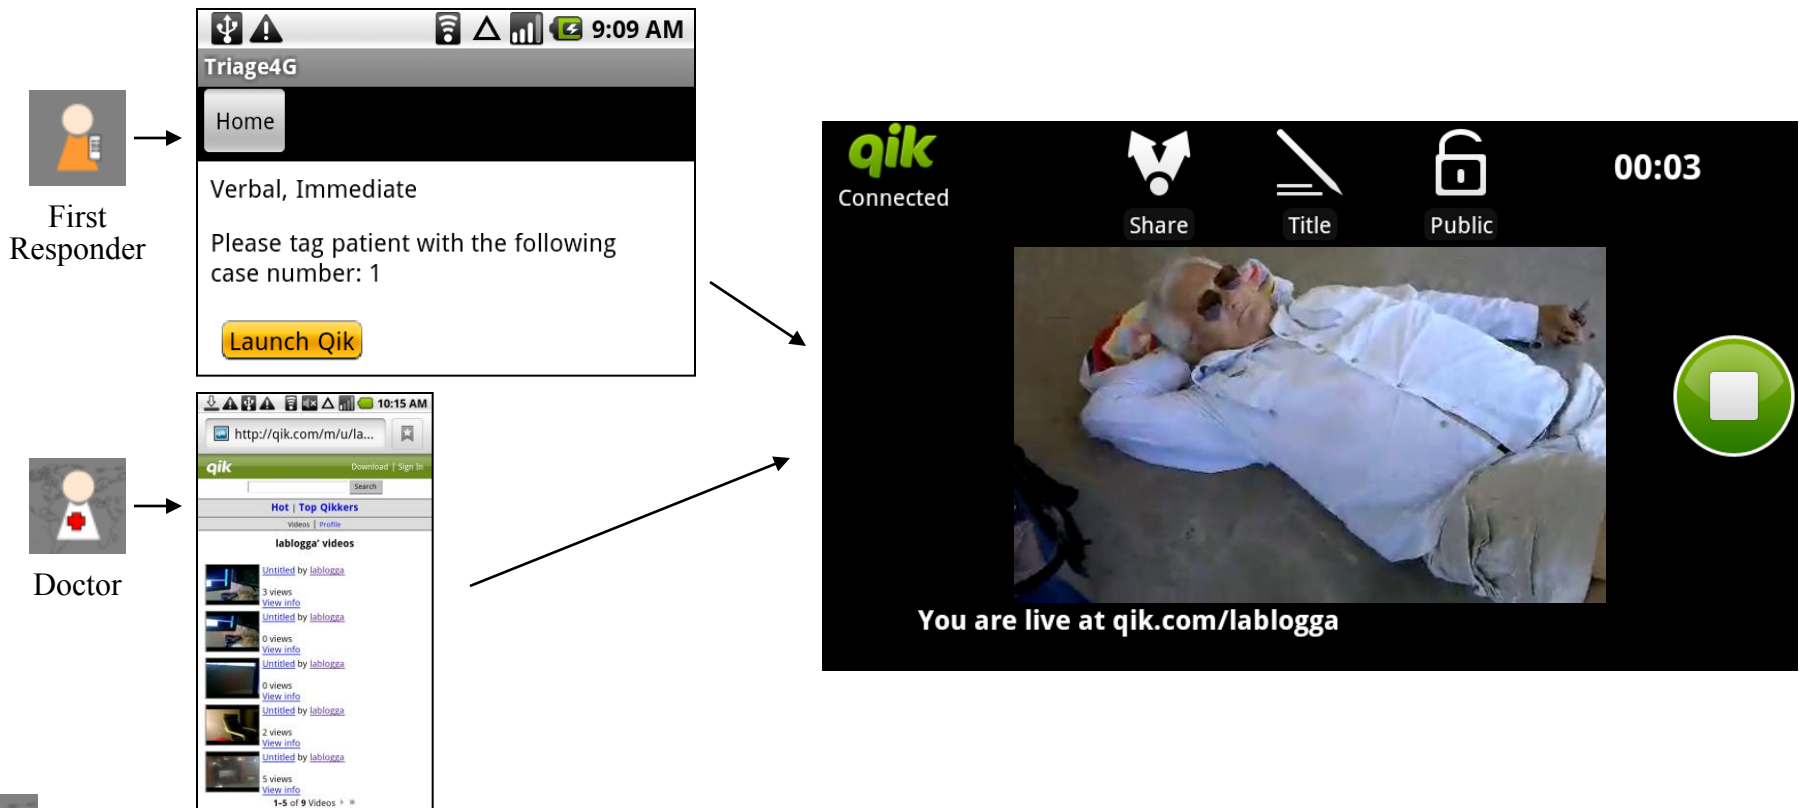 9:09 AM
Triage4G
Home
Verbal, Immediate
Please tag patient with the following
case number: 1
Launch Qik
First
Responder
10:15 AM
http://qik.com/m/u/la...
qik
Download | Sign In
Search
Hot | Top Qikkers
Videos | Profile
lablogga' videos
Untitled by lablogga
3 views
View info
Untitled by lablogga
0 views
View info
Untitled by lablogga
0 views
View info
Untitled by lablogga
2 views
View info
Untitled by lablogga
5 views
View info
1-5 of 9 Videos › »
Doctor
qik
Connected
Share
Title
Public
00:03
You are live at qik.com/lablogga